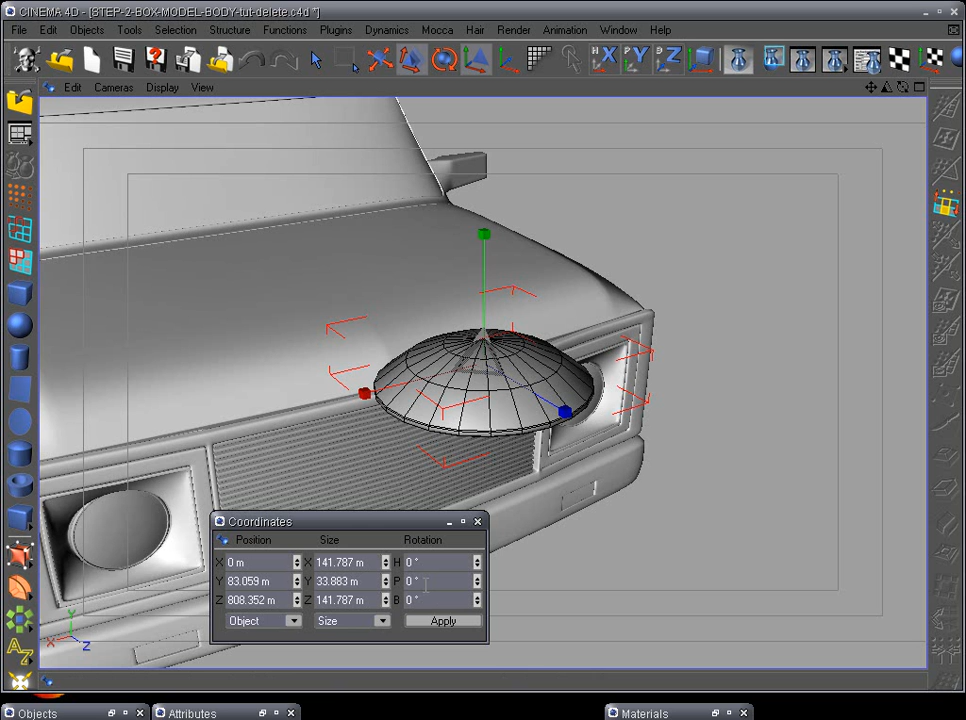 CINEMA 4D - [STEP-2-BOX-MODEL-BODY-tut-delete.c4d *]
File Edit Objects Tools Selection Structure Functions Plugins Dynamics Mocca Hair Render Animation Window Help
X Y Z
Edit Cameras Display View
Coordinates
Position Size Rotation
X 0 m X 141.787 m H 0 °
Y 83.059 m Y 33.883 m P 0 °
Z 808.352 m Z 141.787 m B 0 °
Object Size Apply
Y
X Z
Objects Attributes Materials